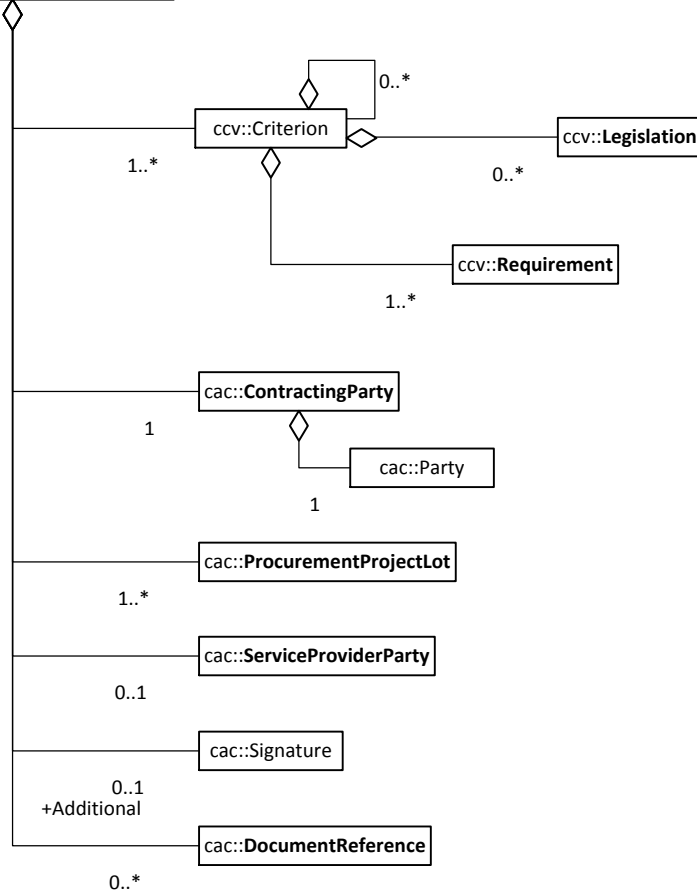 0..*
ccv::Criterion
ccv::Legislation
1..*
0..*
ccv::Requirement
1..*
cac::ContractingParty
1
cac::Party
1
cac::ProcurementProjectLot
1..*
cac::ServiceProviderParty
0..1
cac::Signature
0..1
+Additional
cac::DocumentReference
0..*